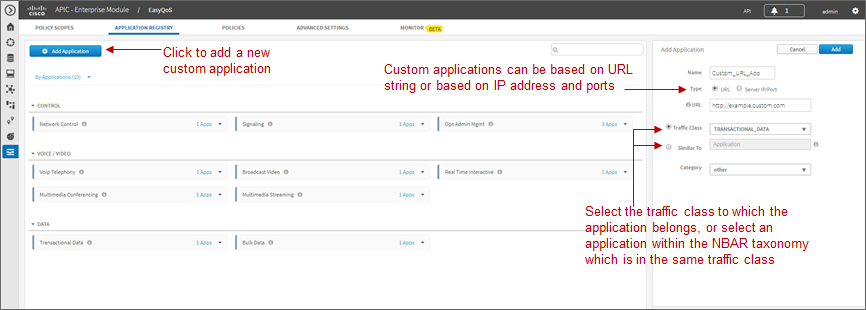 CISCO APIC - Enterprise Module / EasyQoS API 1 admin
POLICY SCOPES APPLICATION REGISTRY POLICIES ADVANCED SETTINGS MONITOR BETA
Add Application
Click to add a new
custom application
By Applications (23)
CONTROL
Network Control 1 Apps
Signaling 1 Apps
Ops Admin Mgmt 3 Apps
VOICE / VIDEO
Voip Telephony 1 Apps
Broadcast Video 1 Apps
Real Time Interactive 1 Apps
Multimedia Conferencing 1 Apps
Multimedia Streaming 1 Apps
DATA
Transactional Data 1 Apps
Bulk Data 1 Apps
Custom applications can be based on URL
string or based on IP address and ports
Add Application Cancel Add
Name Custom_URL_App
Type URL Server IP/Port
URL http://example.custom.com
Traffic Class TRANSACTIONAL_DATA
Similar To Application
Category other
Select the traffic class to which the
application belongs, or select an
application within the NBAR taxonomy
which is in the same traffic class